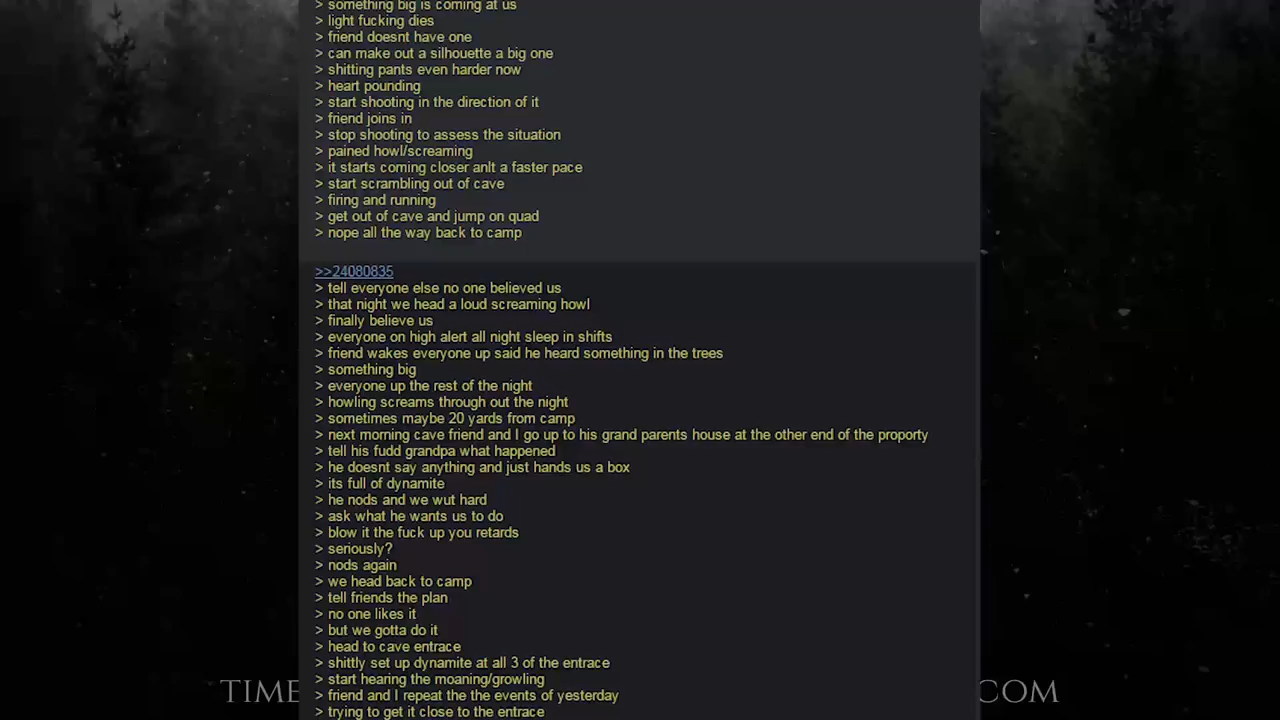 > something big is coming at us
> light fucking dies
> friend doesnt have one
> can make out a silhouette a big one
> shitting pants even harder now
> heart pounding
> start shooting in the direction of it
> friend joins in
> stop shooting to assess the situation
> pained howl/screaming
> it starts coming closer anlt a faster pace
> start scrambling out of cave
> firing and running
> get out of cave and jump on quad
> nope all the way back to camp
>>24080835
> tell everyone else no one believed us
> that night we head a loud screaming howl
> finally believe us
> everyone on high alert all night sleep in shifts
> friend wakes everyone up said he heard something in the trees
> something big
> everyone up the rest of the night
> howling screams through out the night
> sometimes maybe 20 yards from camp
> next morning cave friend and I go up to his grand parents house at the other end of the proporty
> tell his fudd grandpa what happened
> he doesnt say anything and just hands us a box
> its full of dynamite
> he nods and we wut hard
> ask what he wants us to do
> blow it the fuck up you retards
> seriously?
> nods again
> we head back to camp
> tell friends the plan
> no one likes it
> but we gotta do it
> head to cave entrace
> shittly set up dynamite at all 3 of the entrace
> start hearing the moaning/growling
> friend and I repeat the the events of yesterday
> trying to get it close to the entrace
TIME COM